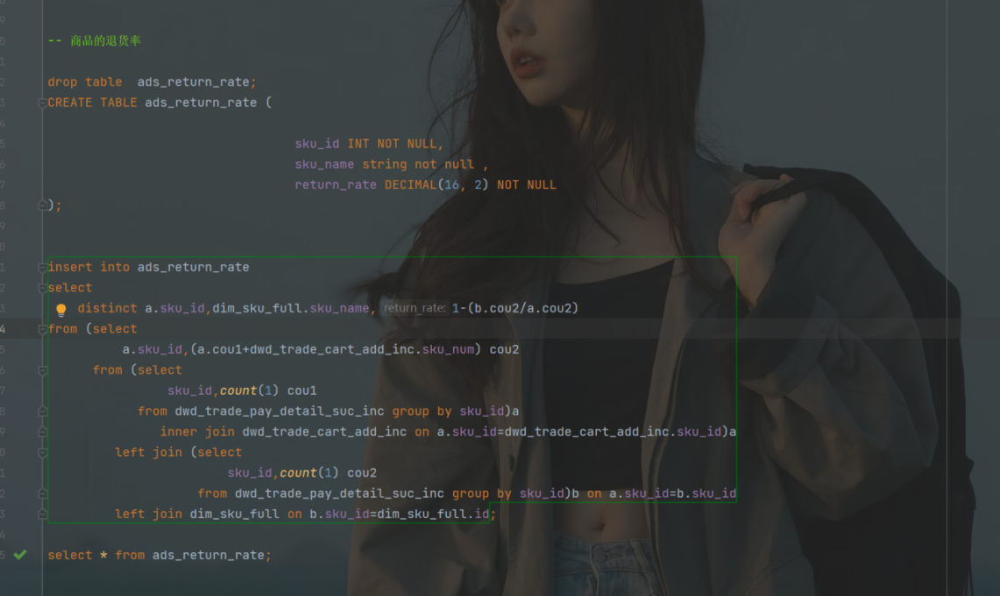 -- 商品的退货率
drop table  ads_return_rate;
CREATE TABLE ads_return_rate (
sku_id INT NOT NULL,
sku_name string not null ,
return_rate DECIMAL(16, 2) NOT NULL
);
insert into ads_return_rate
select
distinct a.sku_id,dim_sku_full.sku_name, return_rate: 1-(b.cou2/a.cou2)
from (select
a.sku_id,(a.cou1+dwd_trade_cart_add_inc.sku_num) cou2
from (select
sku_id,count(1) cou1
from dwd_trade_pay_detail_suc_inc group by sku_id)a
inner join dwd_trade_cart_add_inc on a.sku_id=dwd_trade_cart_add_inc.sku_id)a
left join (select
sku_id,count(1) cou2
from dwd_trade_pay_detail_suc_inc group by sku_id)b on a.sku_id=b.sku_id
left join dim_sku_full on b.sku_id=dim_sku_full.id;
select * from ads_return_rate;